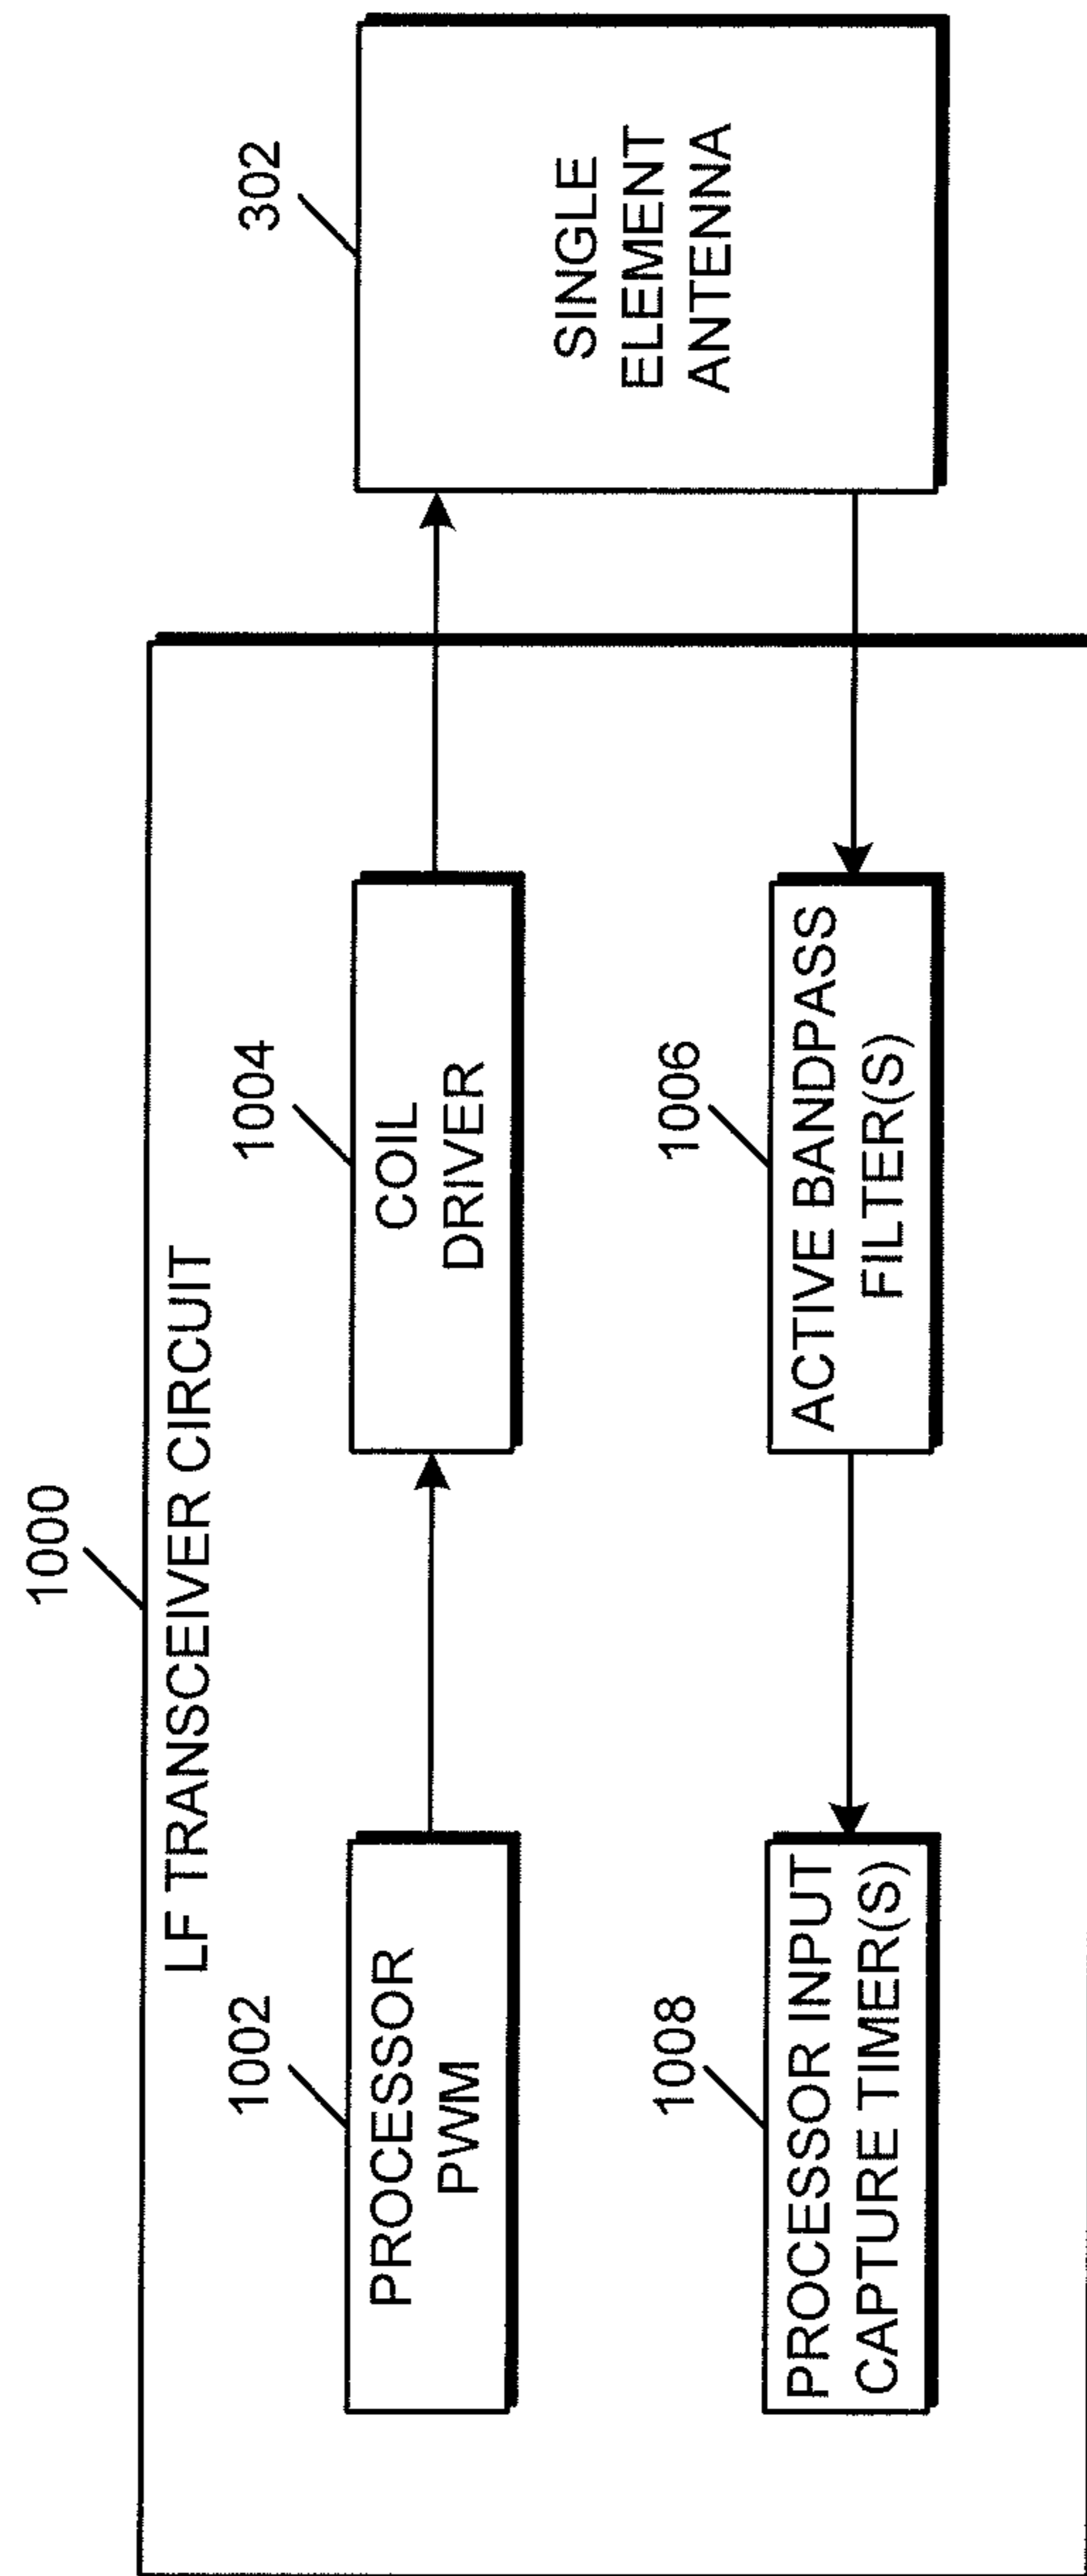 1000
LF TRANSCEIVER CIRCUIT
302
SINGLE
ELEMENT
ANTENNA
1002
PROCESSOR
PWM
1004
COIL
DRIVER
1008
PROCESSOR INPUT
CAPTURE TIMER(S)
1006
ACTIVE BANDPASS
FILTER(S)